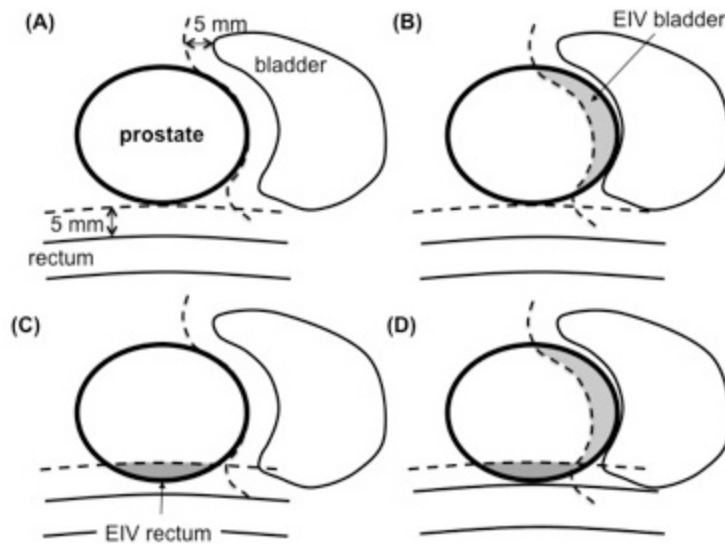 (A)
5 mm
bladder
prostate
5 mm
rectum
(B)
EIV bladder
(C)
EIV rectum
(D)